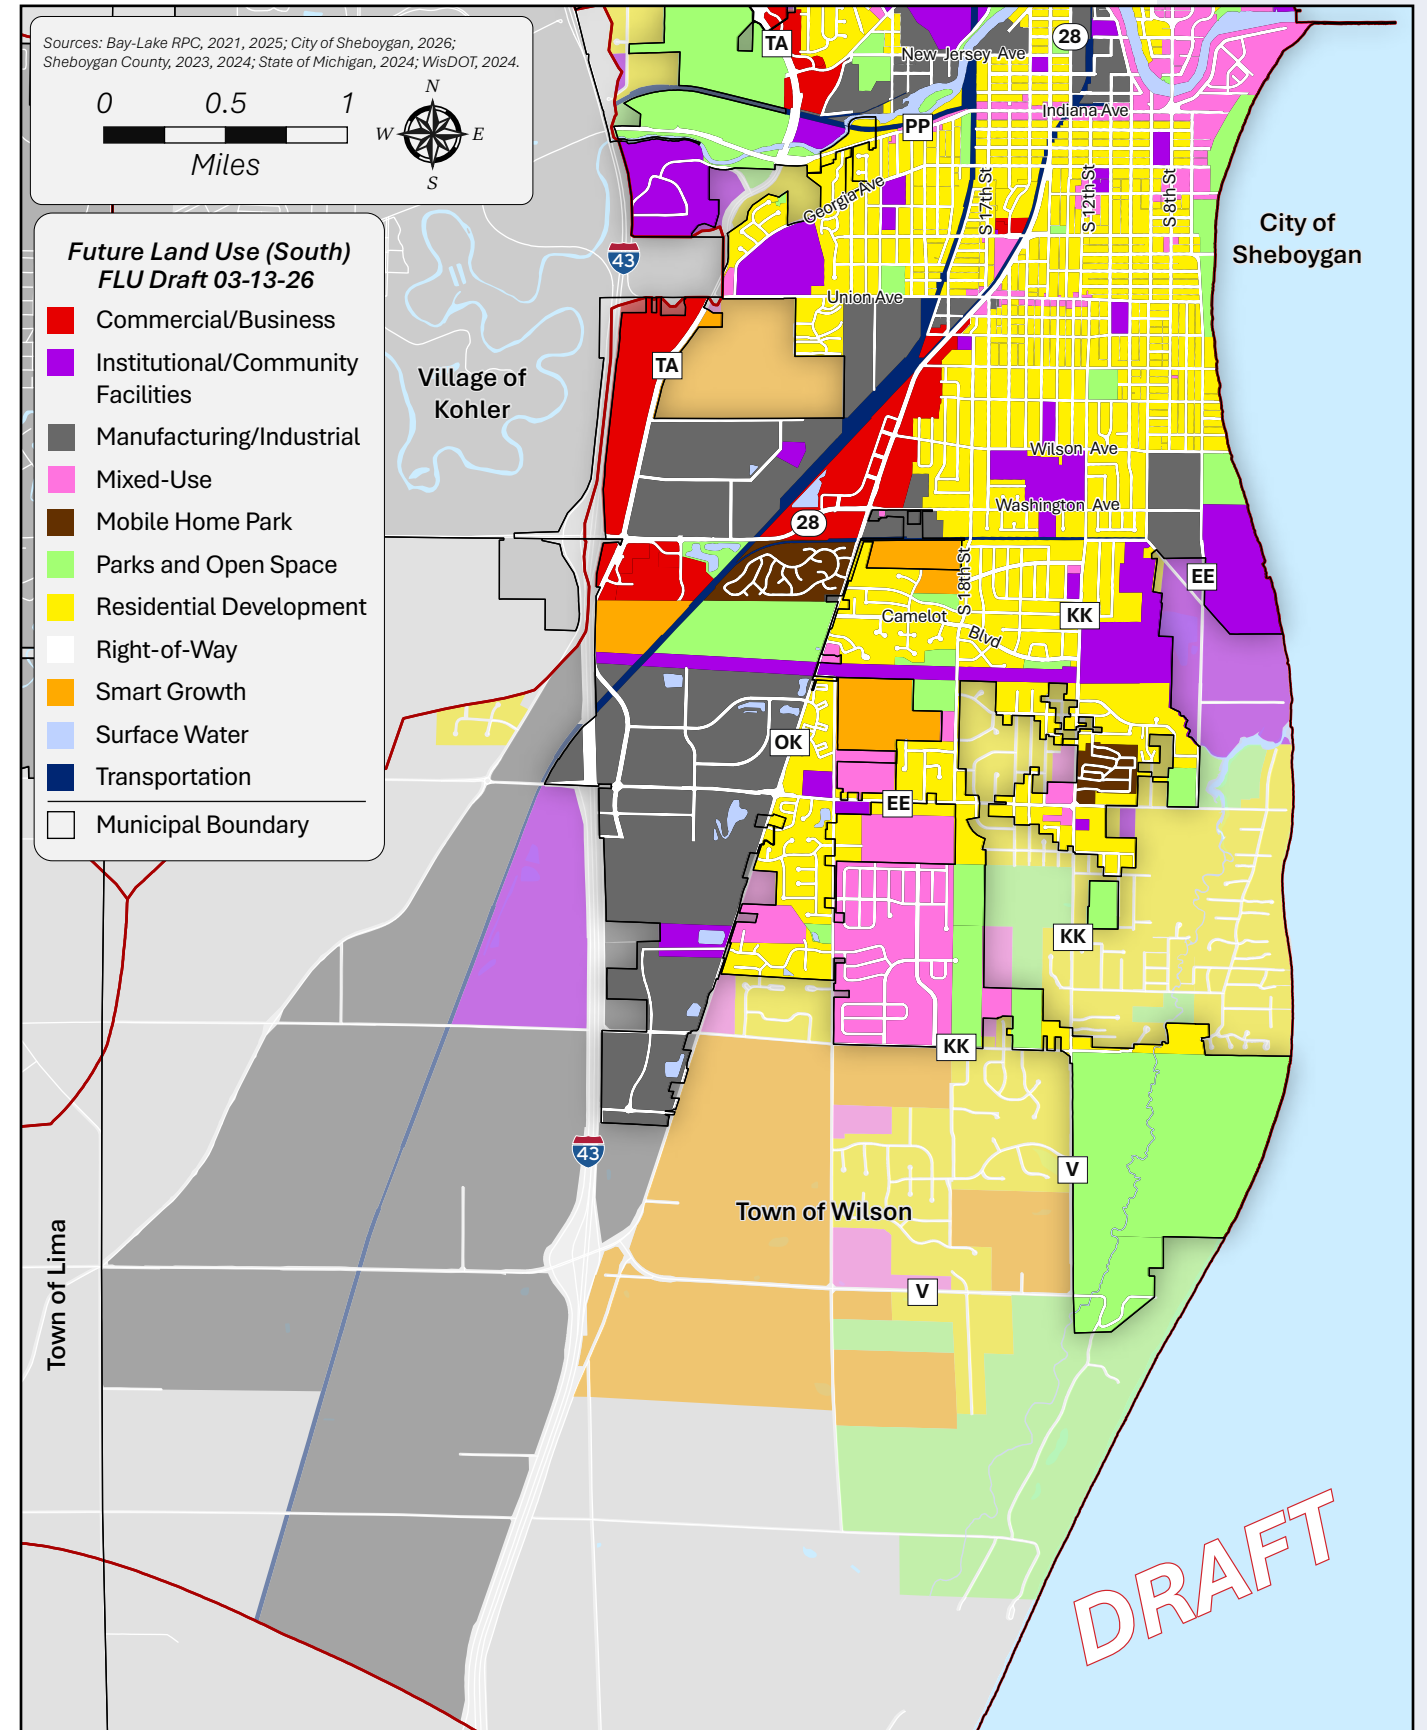 Sources: Bay-Lake RPC, 2021, 2025; City of Sheboygan, 2026;
Sheboygan County, 2023, 2024; State of Michigan, 2024; WisDOT, 2024.
0 0.5 1
Miles
N
W E
S
Future Land Use (South)
FLU Draft 03-13-26
Commercial/Business
Institutional/Community
Facilities
Manufacturing/Industrial
Mixed-Use
Mobile Home Park
Parks and Open Space
Residential Development
Right-of-Way
Smart Growth
Surface Water
Transportation
Municipal Boundary
TA
28
New Jersey Ave
Indiana Ave
PP
S 17th St
S 12th St
S 8th St
Georgia Ave
City of
Sheboygan
43
Union Ave
TA
Village of
Kohler
Wilson Ave
Washington Ave
28
S 18th St
EE
KK
Camelot
Blvd
OK
EE
KK
KK
43
V
Town of Wilson
V
Town of Lima
DRAFT